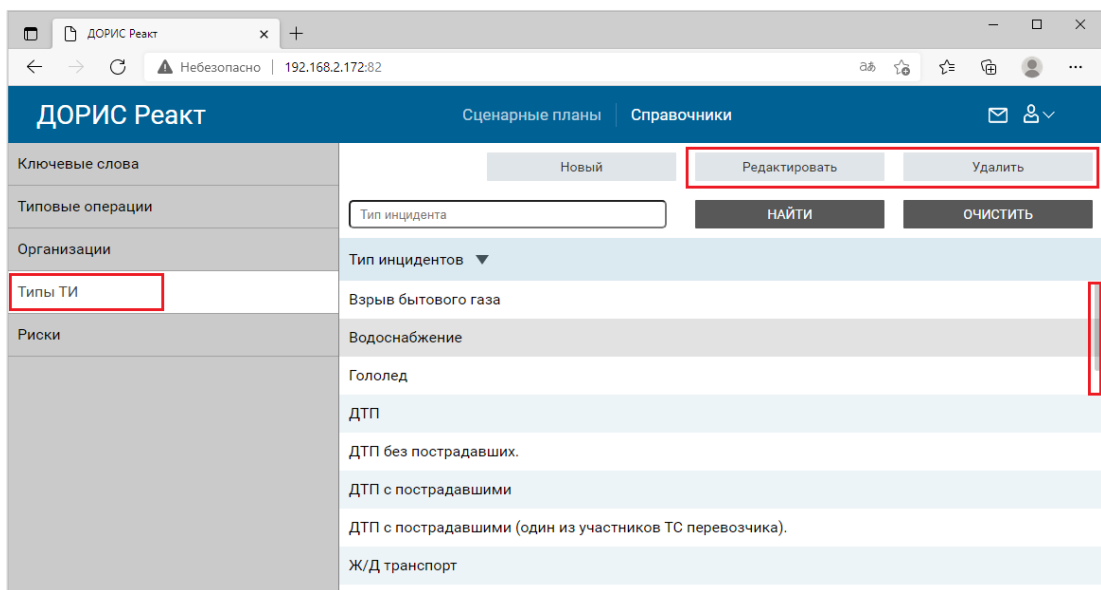 ДОРИС Реакт
Небезопасно 192.168.2.172:82
ДОРИС Реакт Сценарные планы Справочники
Ключевые слова
Типовые операции
Организации
Типы ТИ
Риски
Новый Редактировать Удалить
Тип инцидента НАЙТИ ОЧИСТИТЬ
Тип инцидентов
Взрыв бытового газа
Водоснабжение
Гололед
ДТП
ДТП без пострадавших.
ДТП с пострадавшими
ДТП с пострадавшими (один из участников ТС перевозчика).
Ж/Д транспорт